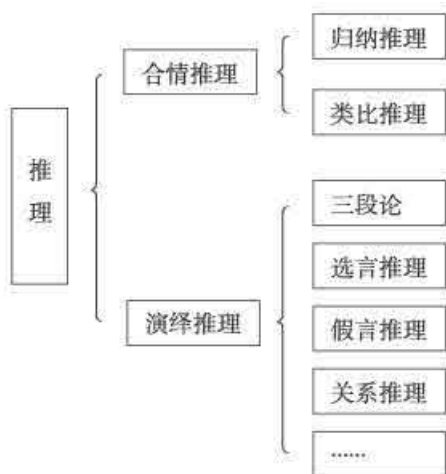 推
理
合情推理
归纳推理
类比推理
演绎推理
三段论
选言推理
假言推理
关系推理
……